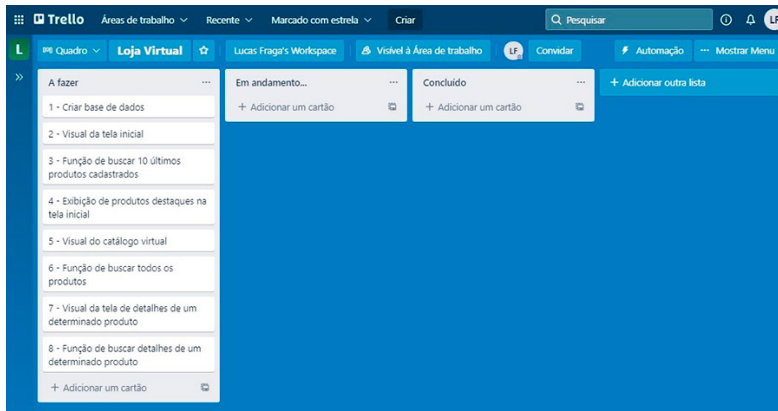 Trello Áreas de trabalho Recente Marcado com estrela Criar Pesquisar LF
L Quadro Loja Virtual Lucas Fraga's Workspace Visível à Área de trabalho LF Convidar Automação ... Mostrar Menu
A fazer ...
1 - Criar base de dados
2 - Visual da tela inicial
3 - Função de buscar 10 últimos
produtos cadastrados
4 - Exibição de produtos destaques na
tela inicial
5 - Visual do catálogo virtual
6 - Função de buscar todos os
produtos
7 - Visual da tela de detalhes de um
determinado produto
8 - Função de buscar detalhes de um
determinado produto
+ Adicionar um cartão
Em andamento... ...
+ Adicionar um cartão
Concluído ...
+ Adicionar um cartão
+ Adicionar outra lista